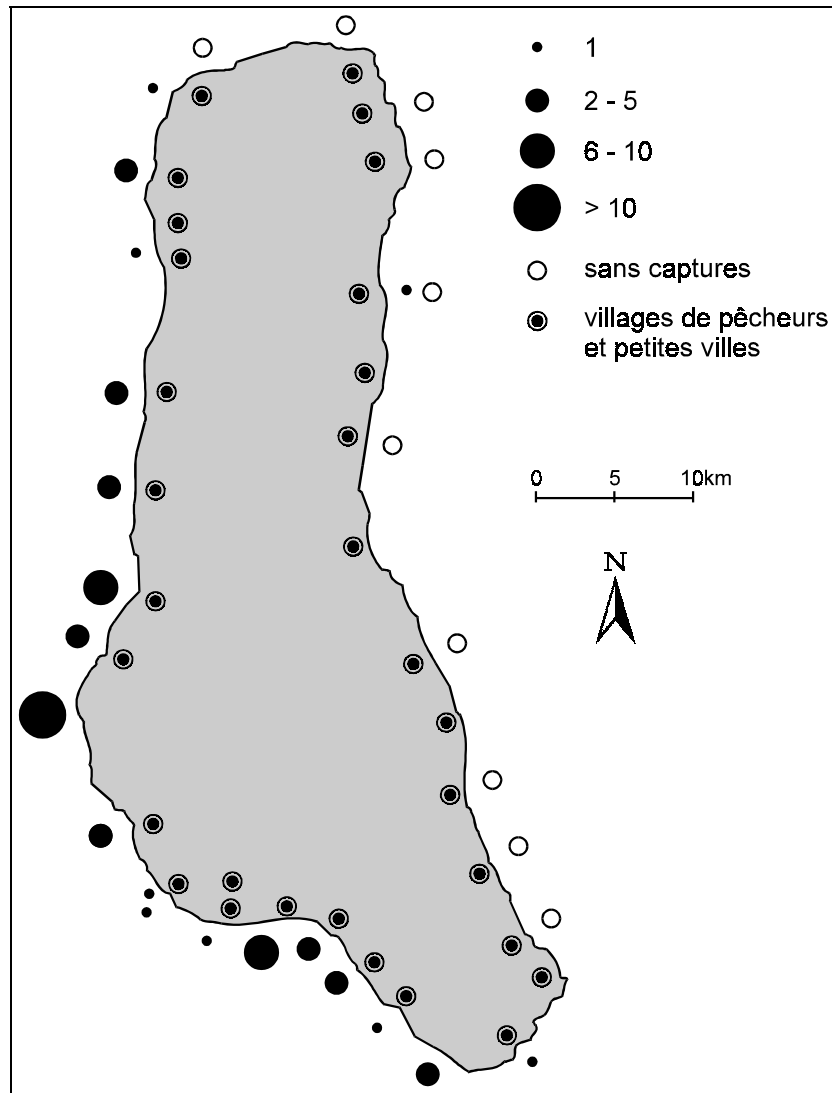 1
2 - 5
6 - 10
> 10
sans captures
villages de pêcheurs
et petites villes
0 5 10km
N